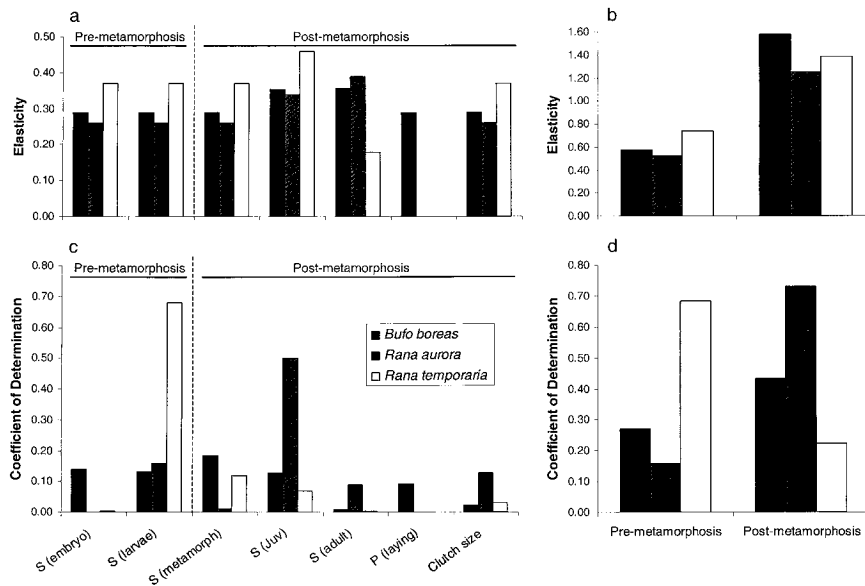 a
Pre-metamorphosis
Post-metamorphosis
Elasticity
0.50
0.40
0.30
0.20
0.10
0.00
b
Elasticity
1.60
1.40
1.20
1.00
0.80
0.60
0.40
0.20
0.00
c
Pre-metamorphosis
Post-metamorphosis
Coefficient of Determination
0.80
0.70
0.60
0.50
0.40
0.30
0.20
0.10
0.00
Bufo boreas
Rana aurora
Rana temporaria
S (embryo)
S (larvae)
S (metamorph)
S (Juv)
S (adult)
P (laying)
Clutch size
d
Coefficient of Determination
0.80
0.70
0.60
0.50
0.40
0.30
0.20
0.10
0.00
Pre-metamorphosis
Post-metamorphosis